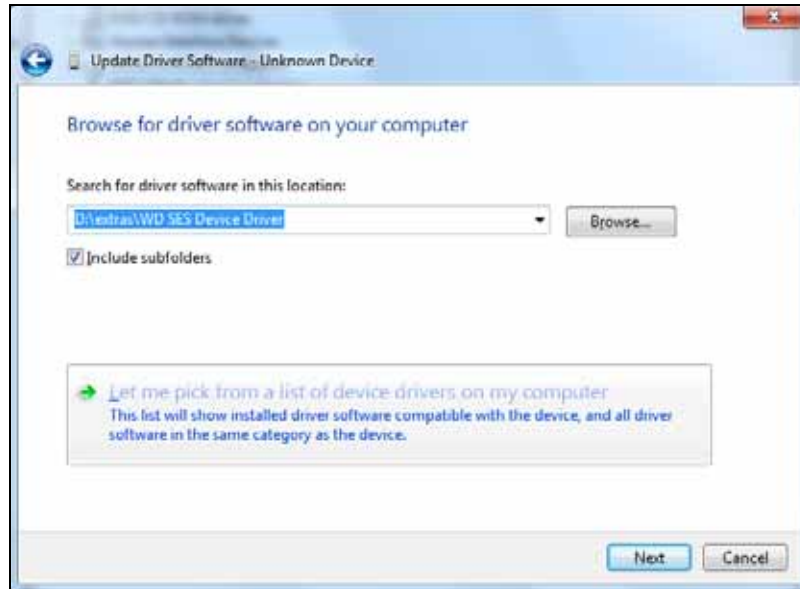 Update Driver Software - Unknown Device
Browse for driver software on your computer
Search for driver software in this location:
D:\extras\WD SES Device Driver
Browse...
Include subfolders
Let me pick from a list of device drivers on my computer
This list will show installed driver software compatible with the device, and all driver
software in the same category as the device.
Next
Cancel